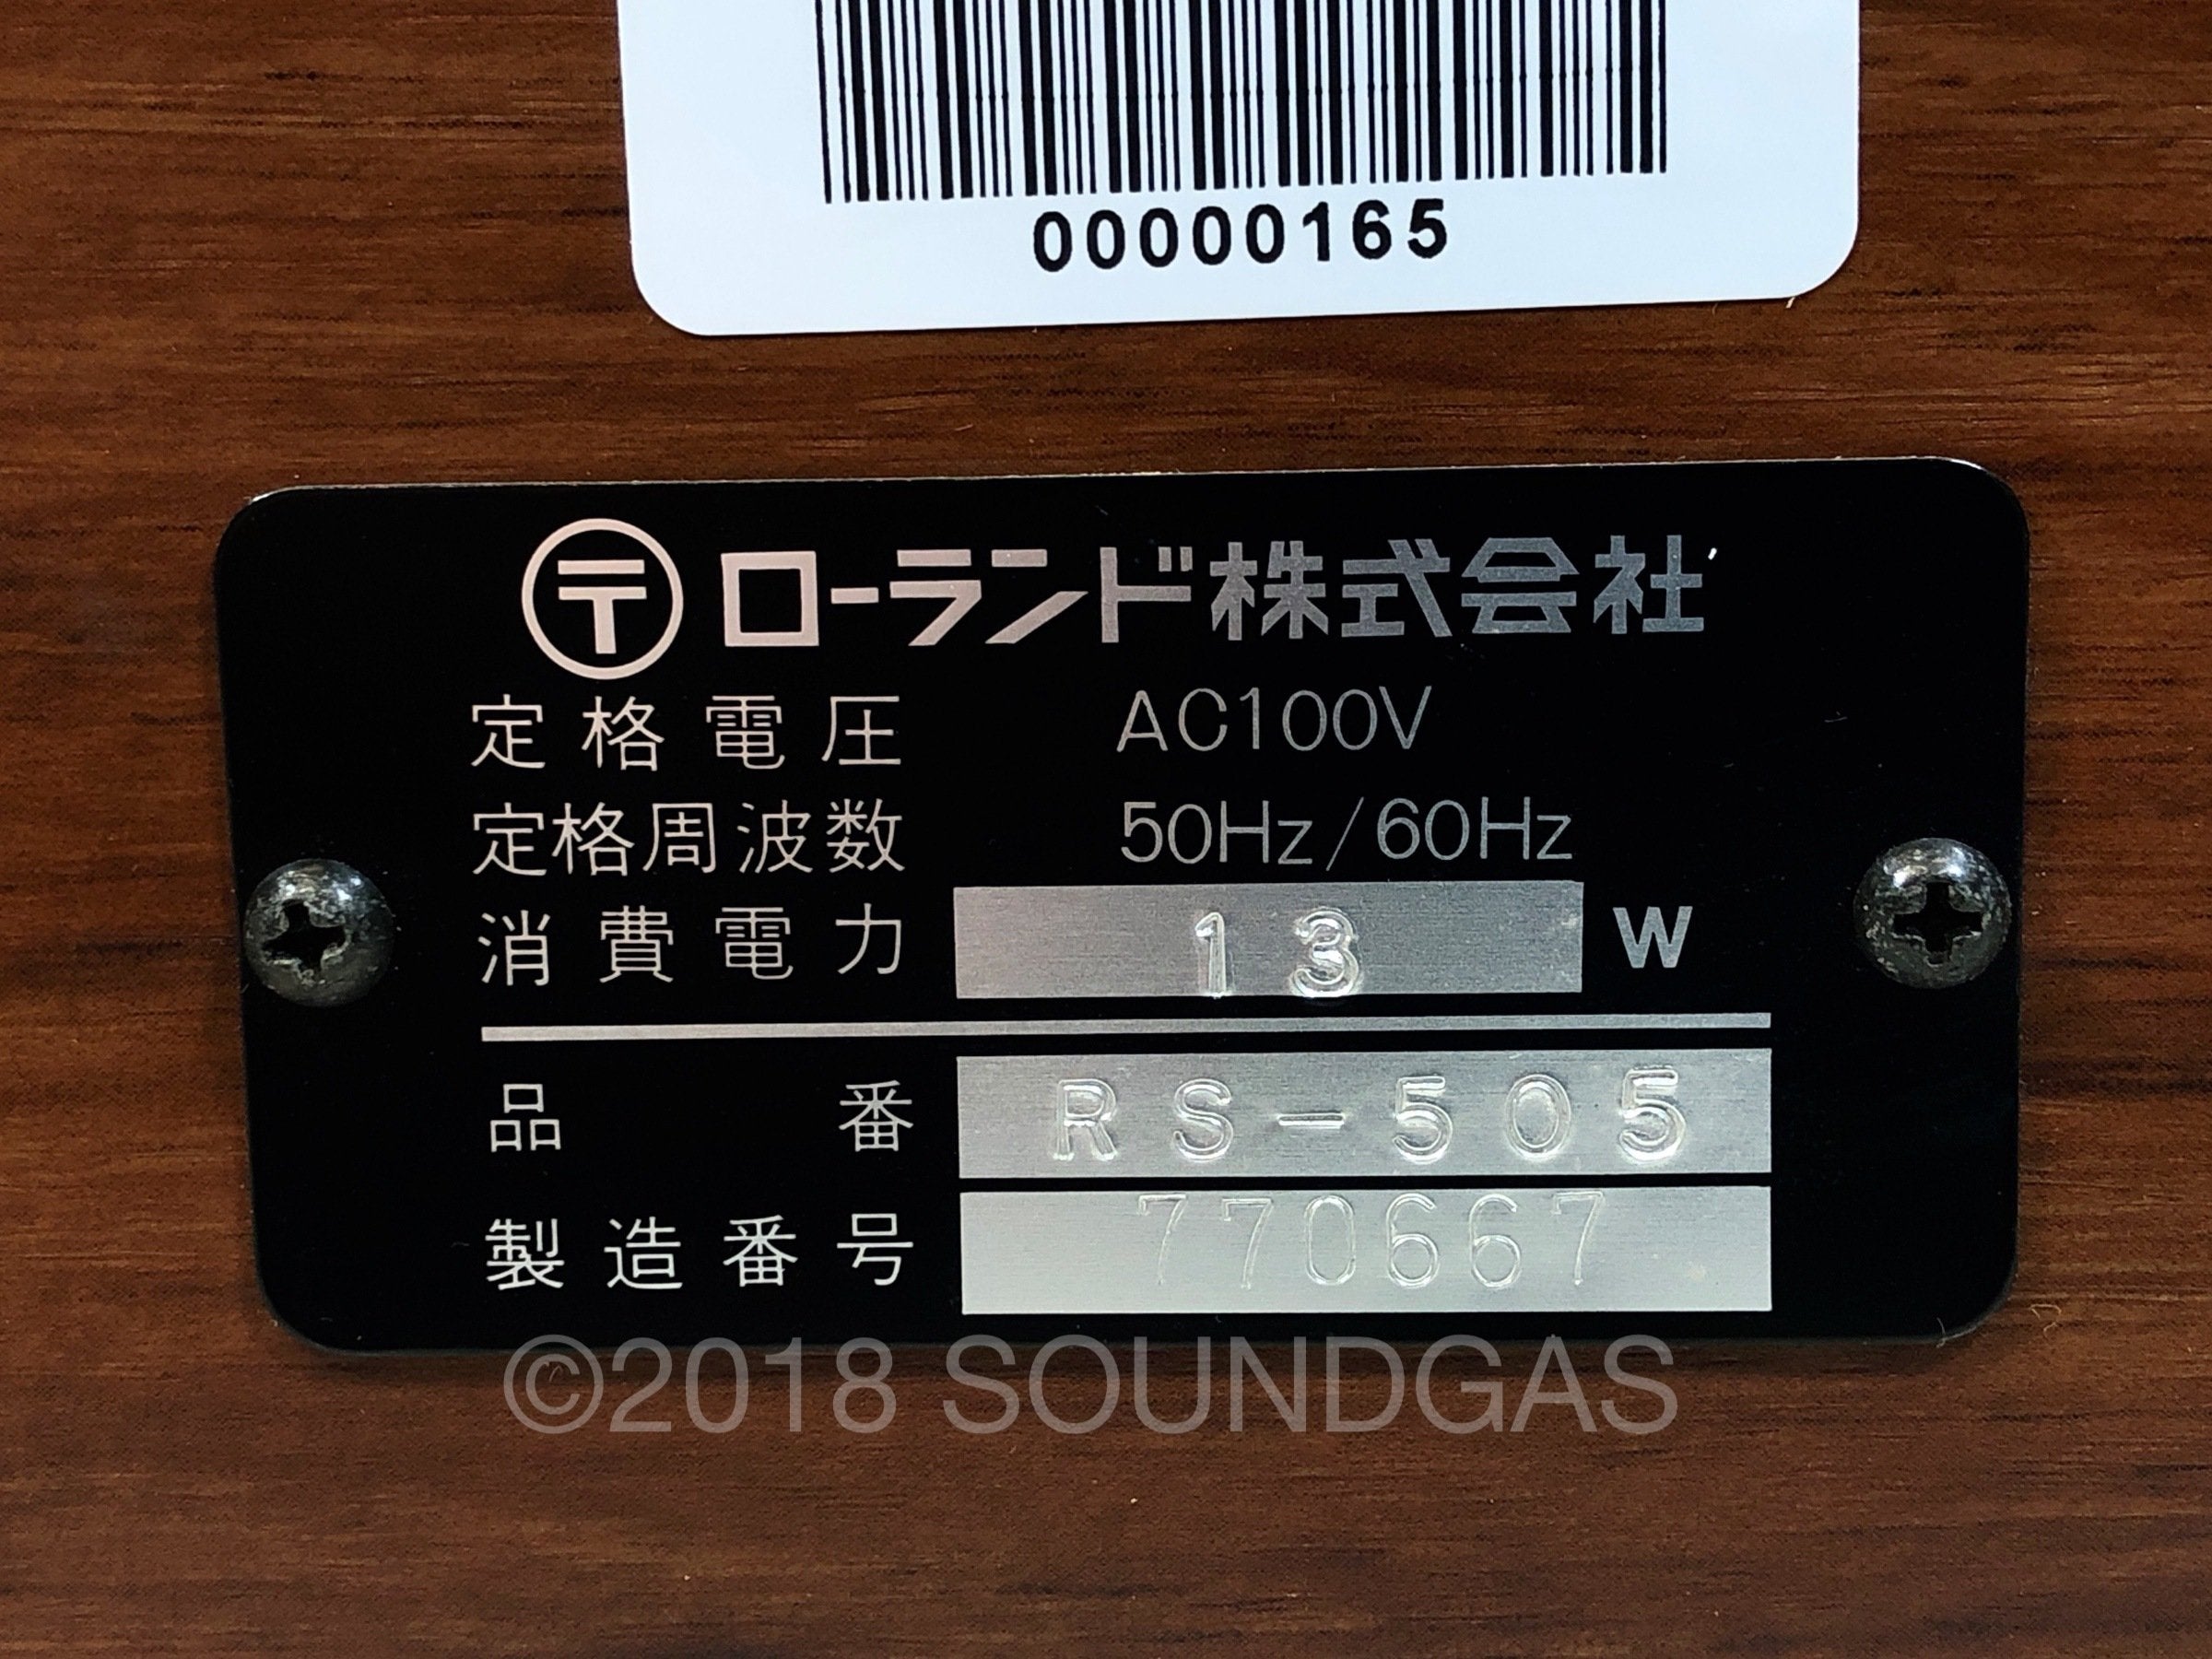 00000165
〶 ローランド株式会社
定格電圧 AC100V
定格周波数 50Hz/60Hz
消費電力 13 W
品番 RS-505
製造番号 770667
©2018 SOUNDGAS